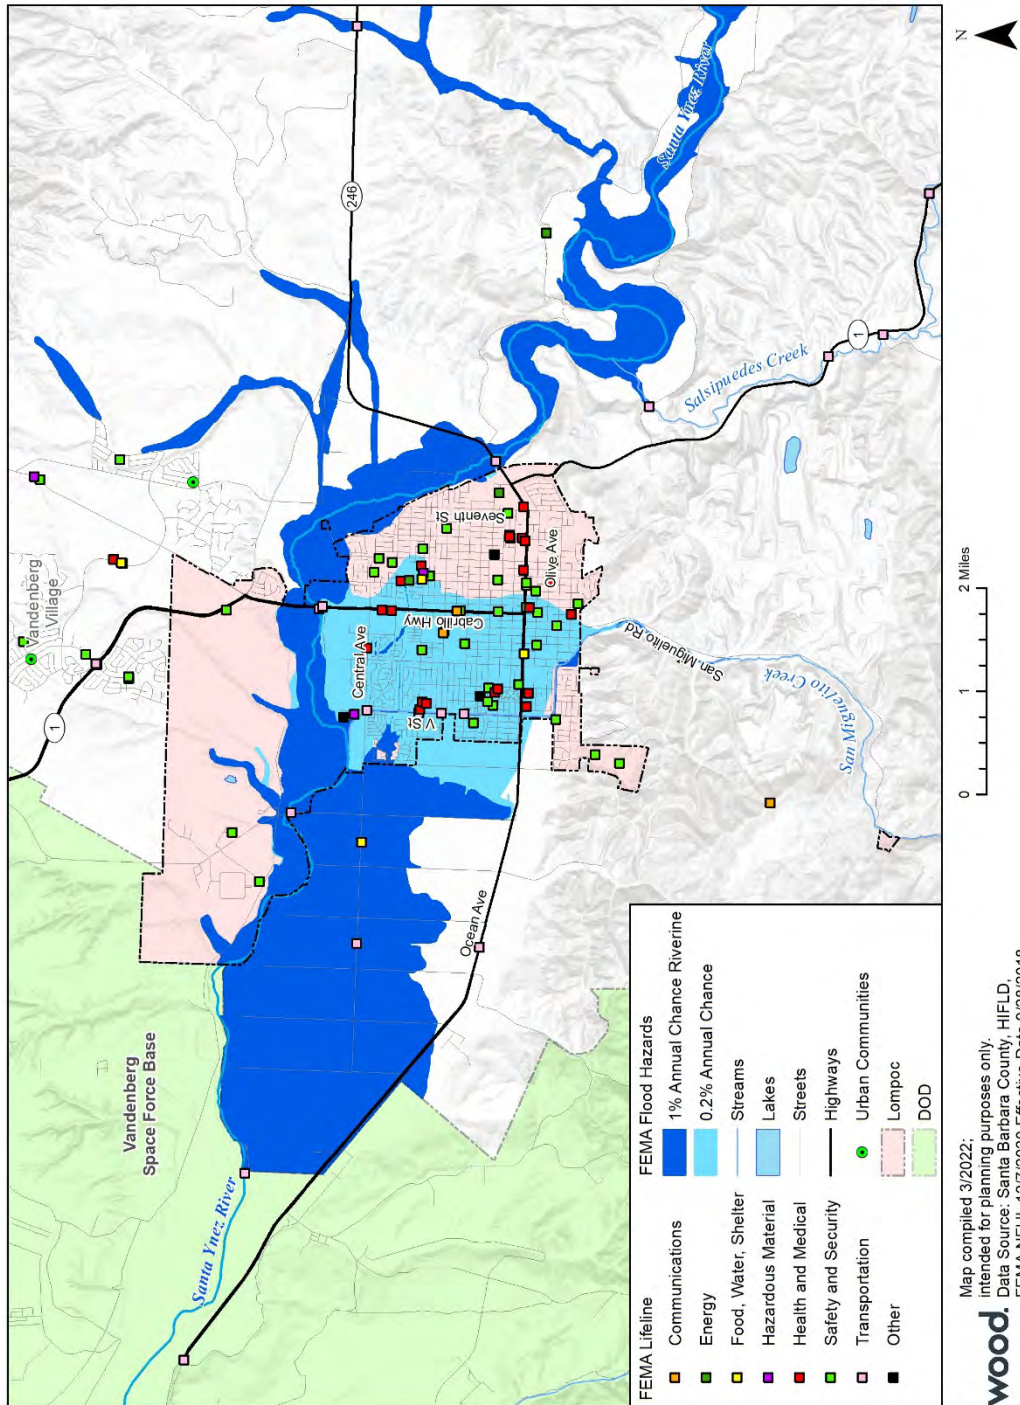 Vandenberg
Village
1
246
Santa Ynez River
Vandenberg
Space Force Base
Santa Ynez River
Central Ave
V St
Cabrillo Hwy
Seventh St
Olive Ave
Ocean Ave
Salsipuedes Creek
1
San Miguelito Rd
San Miguelito Creek
N
0 1 2 Miles
FEMA Lifeline
Communications
Energy
Food, Water, Shelter
Hazardous Material
Health and Medical
Safety and Security
Transportation
Other
FEMA Flood Hazards
1% Annual Chance Riverine
0.2% Annual Chance
Streams
Lakes
Streets
Highways
Urban Communities
Lompoc
DOD
wood.
Map compiled 3/2022;
intended for planning purposes only.
Data Source: Santa Barbara County, HIFLD,